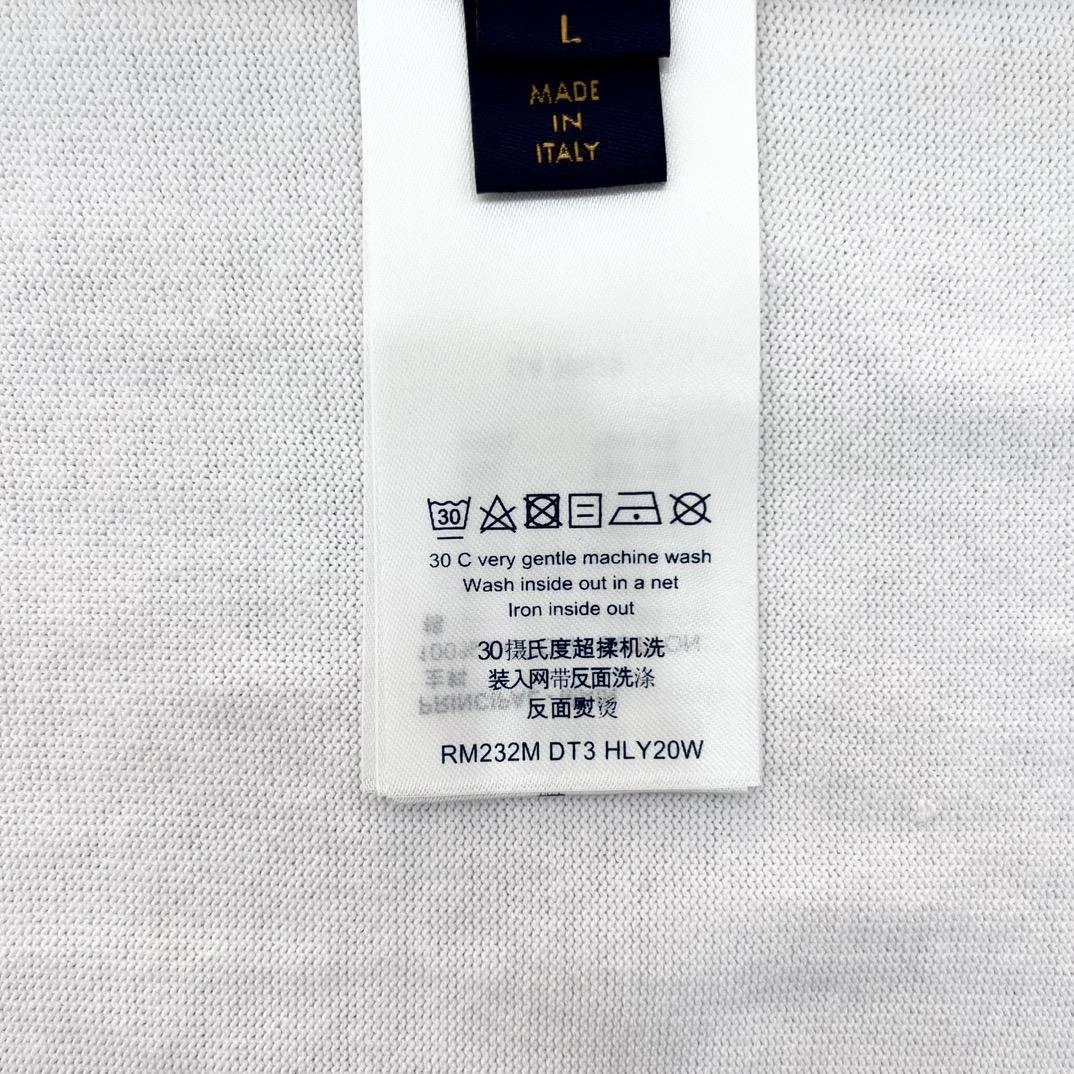 L
MADE
IN
ITALY
30
30 C very gentle machine wash
Wash inside out in a net
Iron inside out
30摄氏度超揉机洗
装入网带反面洗涤
反面熨烫
RM232M DT3 HLY20W